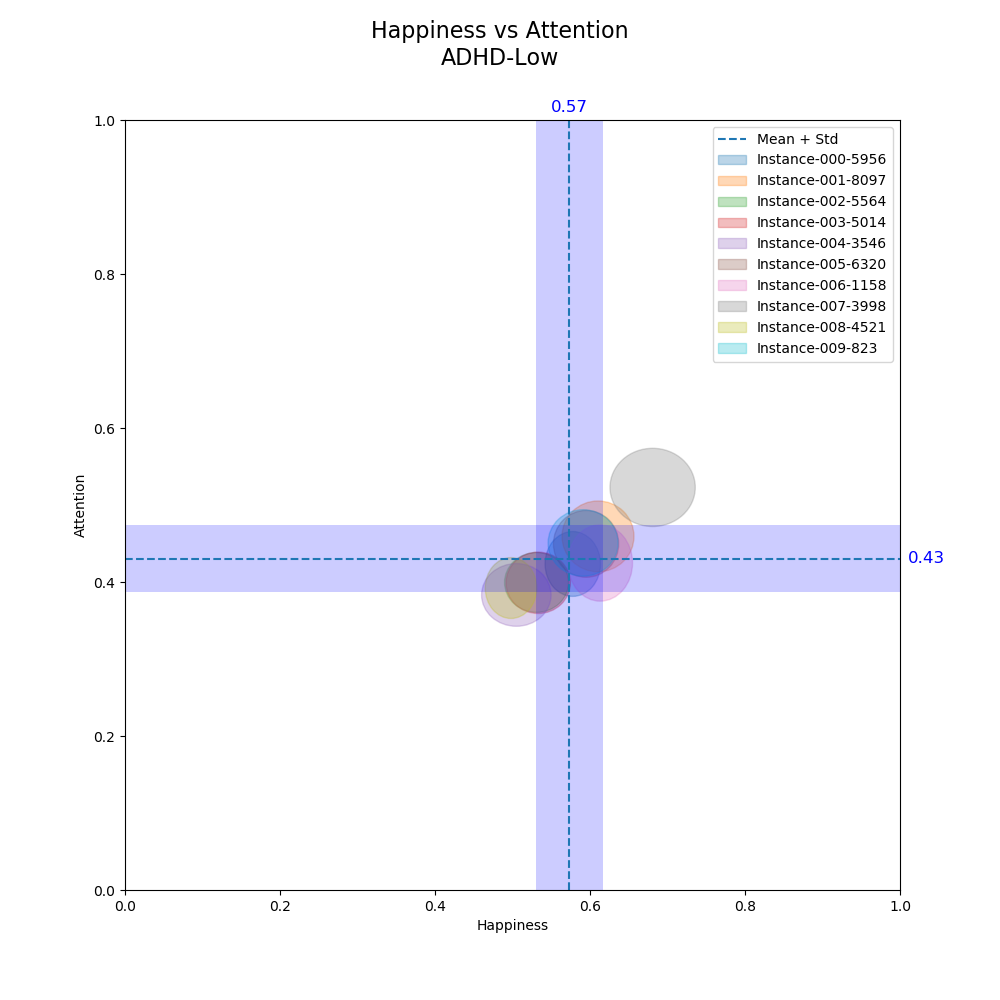 Happiness vs Attention
ADHD-Low
0.57
1.0
Mean + Std
Instance-000-5956
Instance-001-8097
Instance-002-5564
Instance-003-5014
Instance-004-3546
Instance-005-6320
Instance-006-1158
Instance-007-3998
Instance-008-4521
Instance-009-823
0.8
0.6
Attention
0.43
0.4
0.2
0.0
0.0 0.2 0.4 0.6 0.8 1.0
Happiness